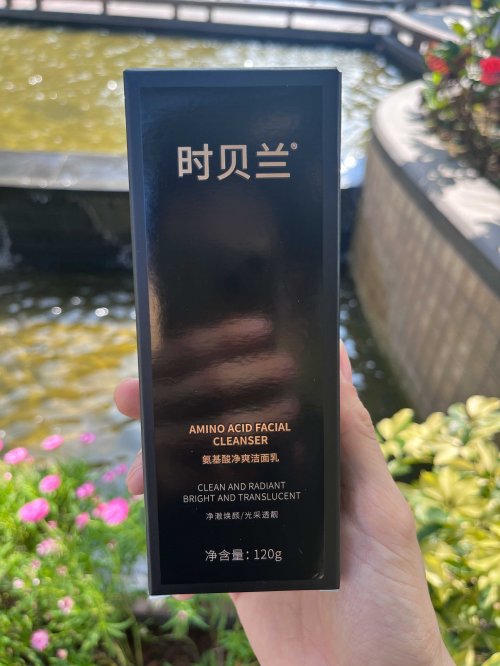 时贝兰®
AMINO ACID FACIAL
CLEANSER
氨基酸净爽洁面乳
CLEAN AND RADIANT
BRIGHT AND TRANSLUCENT
净澈焕颜/光采透靓
净含量：120g